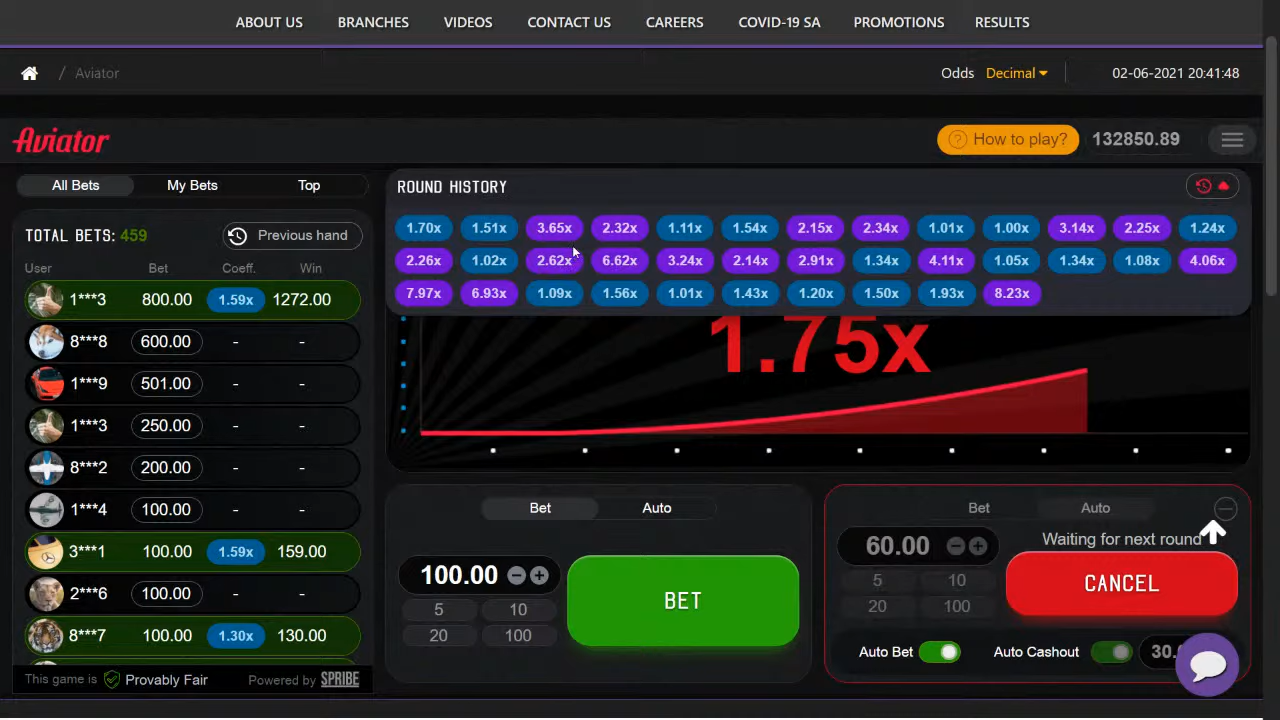 ABOUT US BRANCHES VIDEOS CONTACT US CAREERS COVID-19 SA PROMOTIONS RESULTS
/ Aviator Odds Decimal 02-06-2021 20:41:48
Aviator ? How to play? 132850.89
All Bets My Bets Top
ROUND HISTORY
1.70x 1.51x 3.65x 2.32x 1.11x 1.54x 2.15x 2.34x 1.01x 1.00x 3.14x 2.25x 1.24x
2.26x 1.02x 2.62x 6.62x 3.24x 2.14x 2.91x 1.34x 4.11x 1.05x 1.34x 1.08x 4.06x
7.97x 6.93x 1.09x 1.56x 1.01x 1.43x 1.20x 1.50x 1.93x 8.23x
TOTAL BETS: 459 Previous hand
User Bet Coeff. Win
1***3 800.00 1.59x 1272.00
8***8 600.00 - -
1***9 501.00 - -
1***3 250.00 - -
8***2 200.00 - -
1***4 100.00 - -
3***1 100.00 1.59x 159.00
2***6 100.00 - -
8***7 100.00 1.30x 130.00
This game is Provably Fair Powered by SPRIBE
1.75x
Bet Auto
100.00
5 10
20 100
BET
Bet Auto
60.00
5 10
20 100
Waiting for next round
CANCEL
Auto Bet Auto Cashout 30.